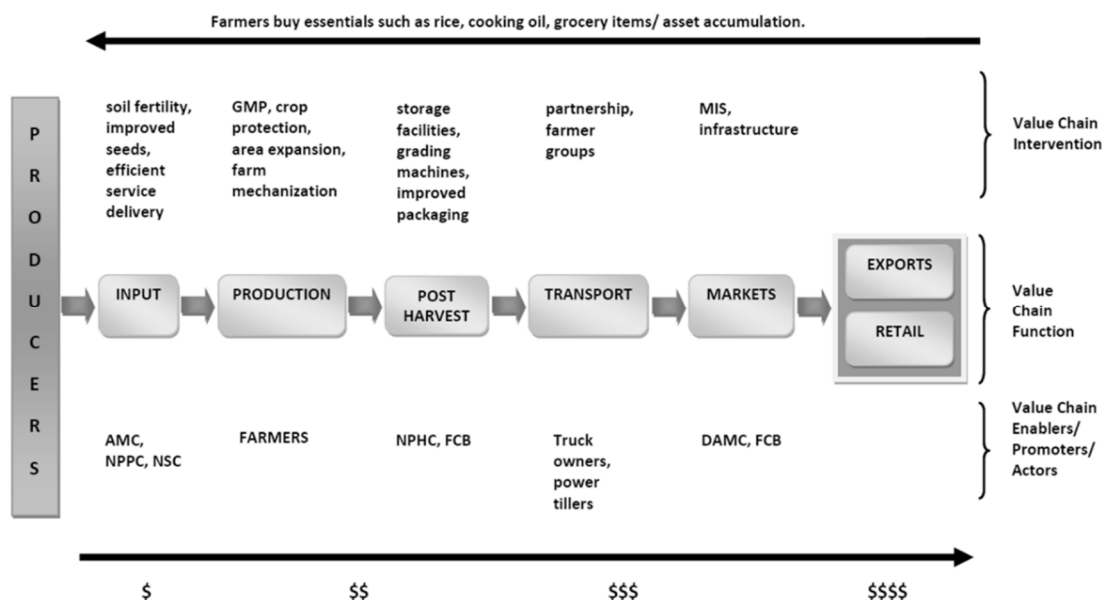 Farmers buy essentials such as rice, cooking oil, grocery items/ asset accumulation.
PRODUCERS
soil fertility,
improved
seeds,
efficient
service
delivery
GMP, crop
protection,
area expansion,
farm
mechanization
storage
facilities,
grading
machines,
improved
packaging
partnership,
farmer
groups
MIS,
infrastructure
Value Chain
Intervention
INPUT
PRODUCTION
POST
HARVEST
TRANSPORT
MARKETS
EXPORTS
RETAIL
Value
Chain
Function
AMC,
NPPC, NSC
FARMERS
NPHC, FCB
Truck
owners,
power
tillers
DAMC, FCB
Value Chain
Enablers/
Promoters/
Actors
$
$$
$$$
$$$$